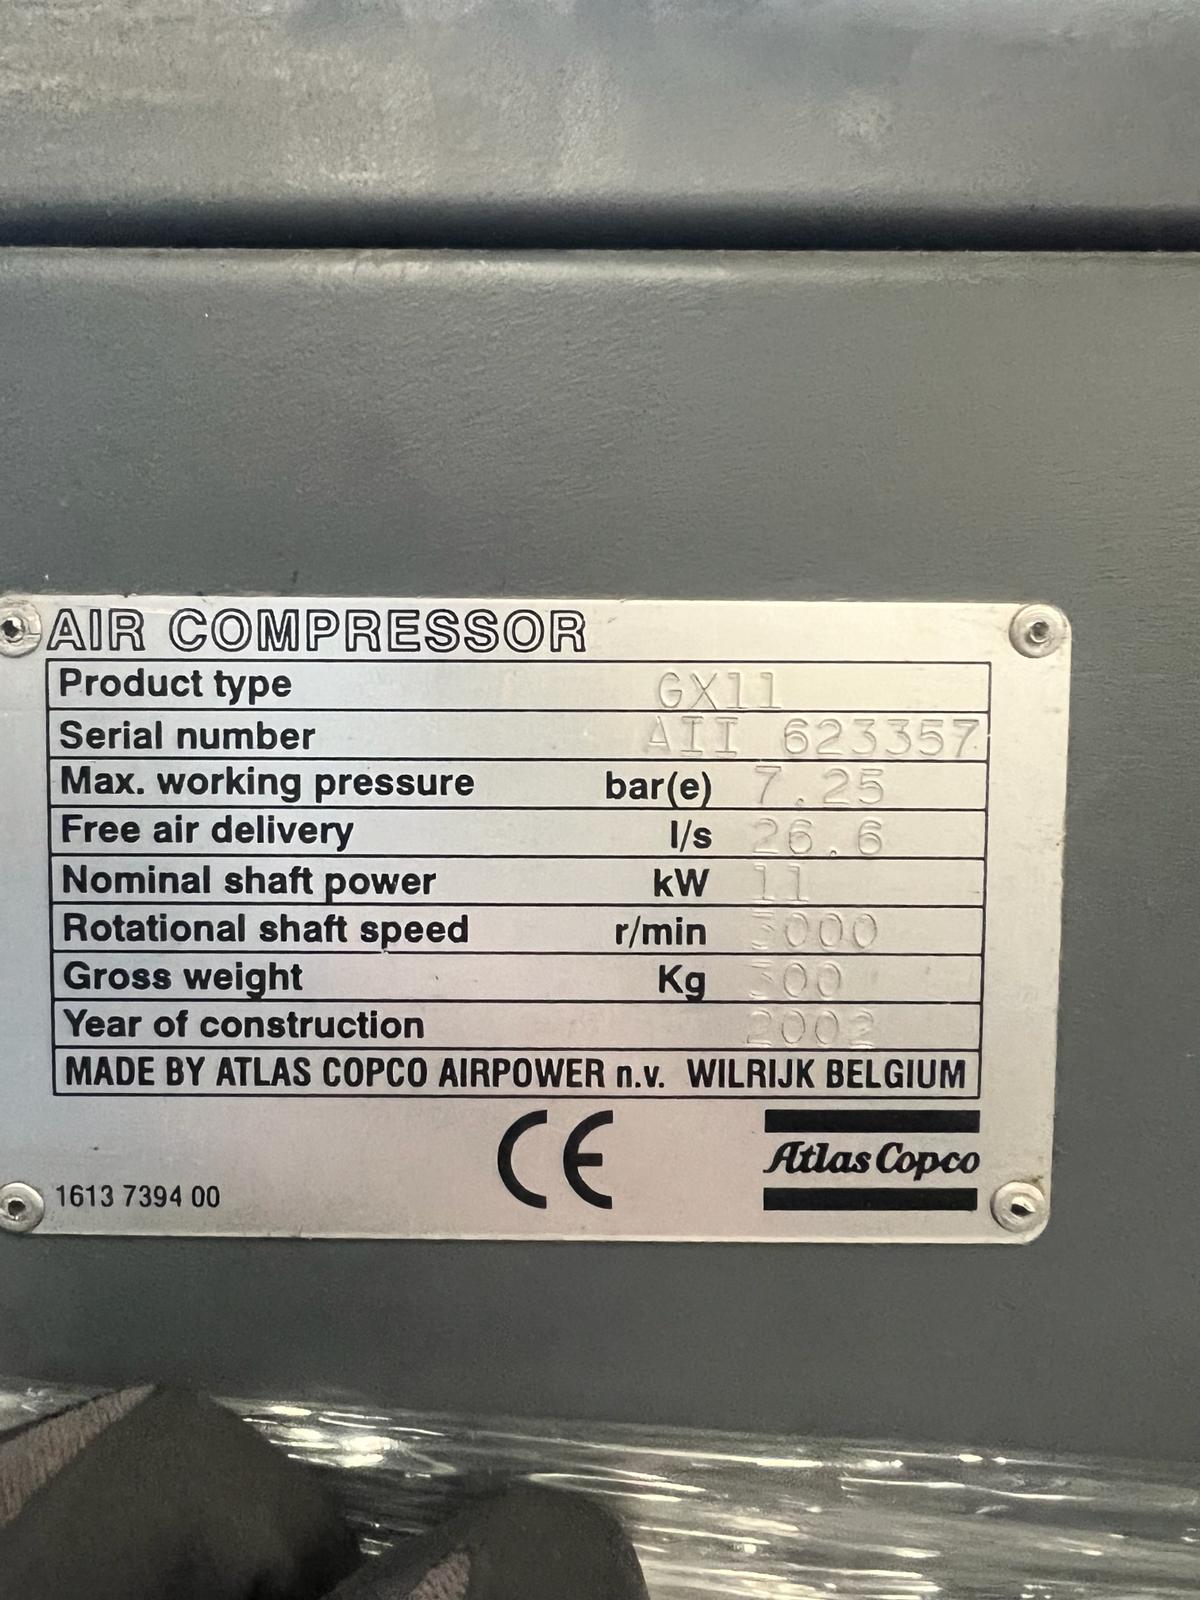 AIR COMPRESSOR
Product type GX11
Serial number AII 623357
Max. working pressure bar(e) 7.25
Free air delivery l/s 26.6
Nominal shaft power kW 11
Rotational shaft speed r/min 3000
Gross weight Kg 300
Year of construction 2002
MADE BY ATLAS COPCO AIRPOWER n.v. WILRIJK BELGIUM
CE
Atlas Copco
1613 7394 00